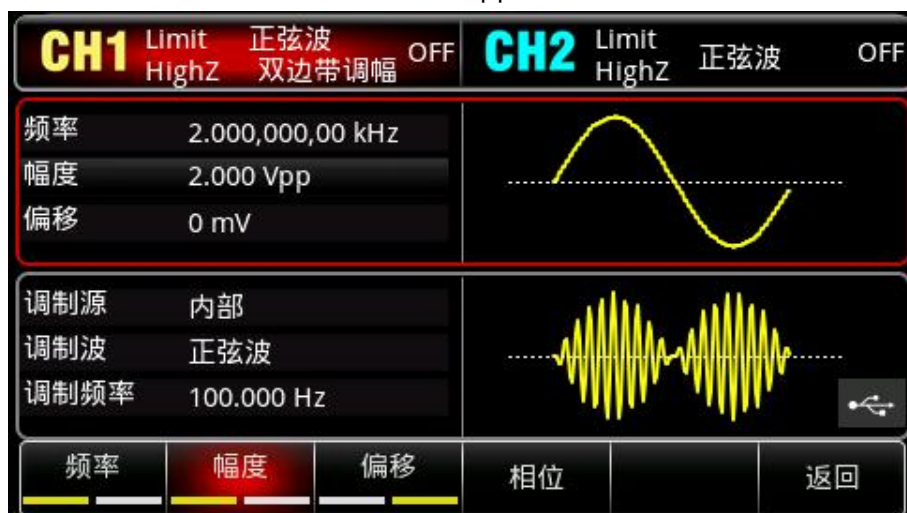 CH1 Limit 正弦波 OFF CH2 Limit 正弦波 OFF
HighZ 双边带调幅 HighZ
频率 2.000,000,00 kHz
幅度 2.000 Vpp
偏移 0 mV
调制源 内部
调制波 正弦波
调制频率 100.000 Hz
频率 幅度 偏移 相位 返回